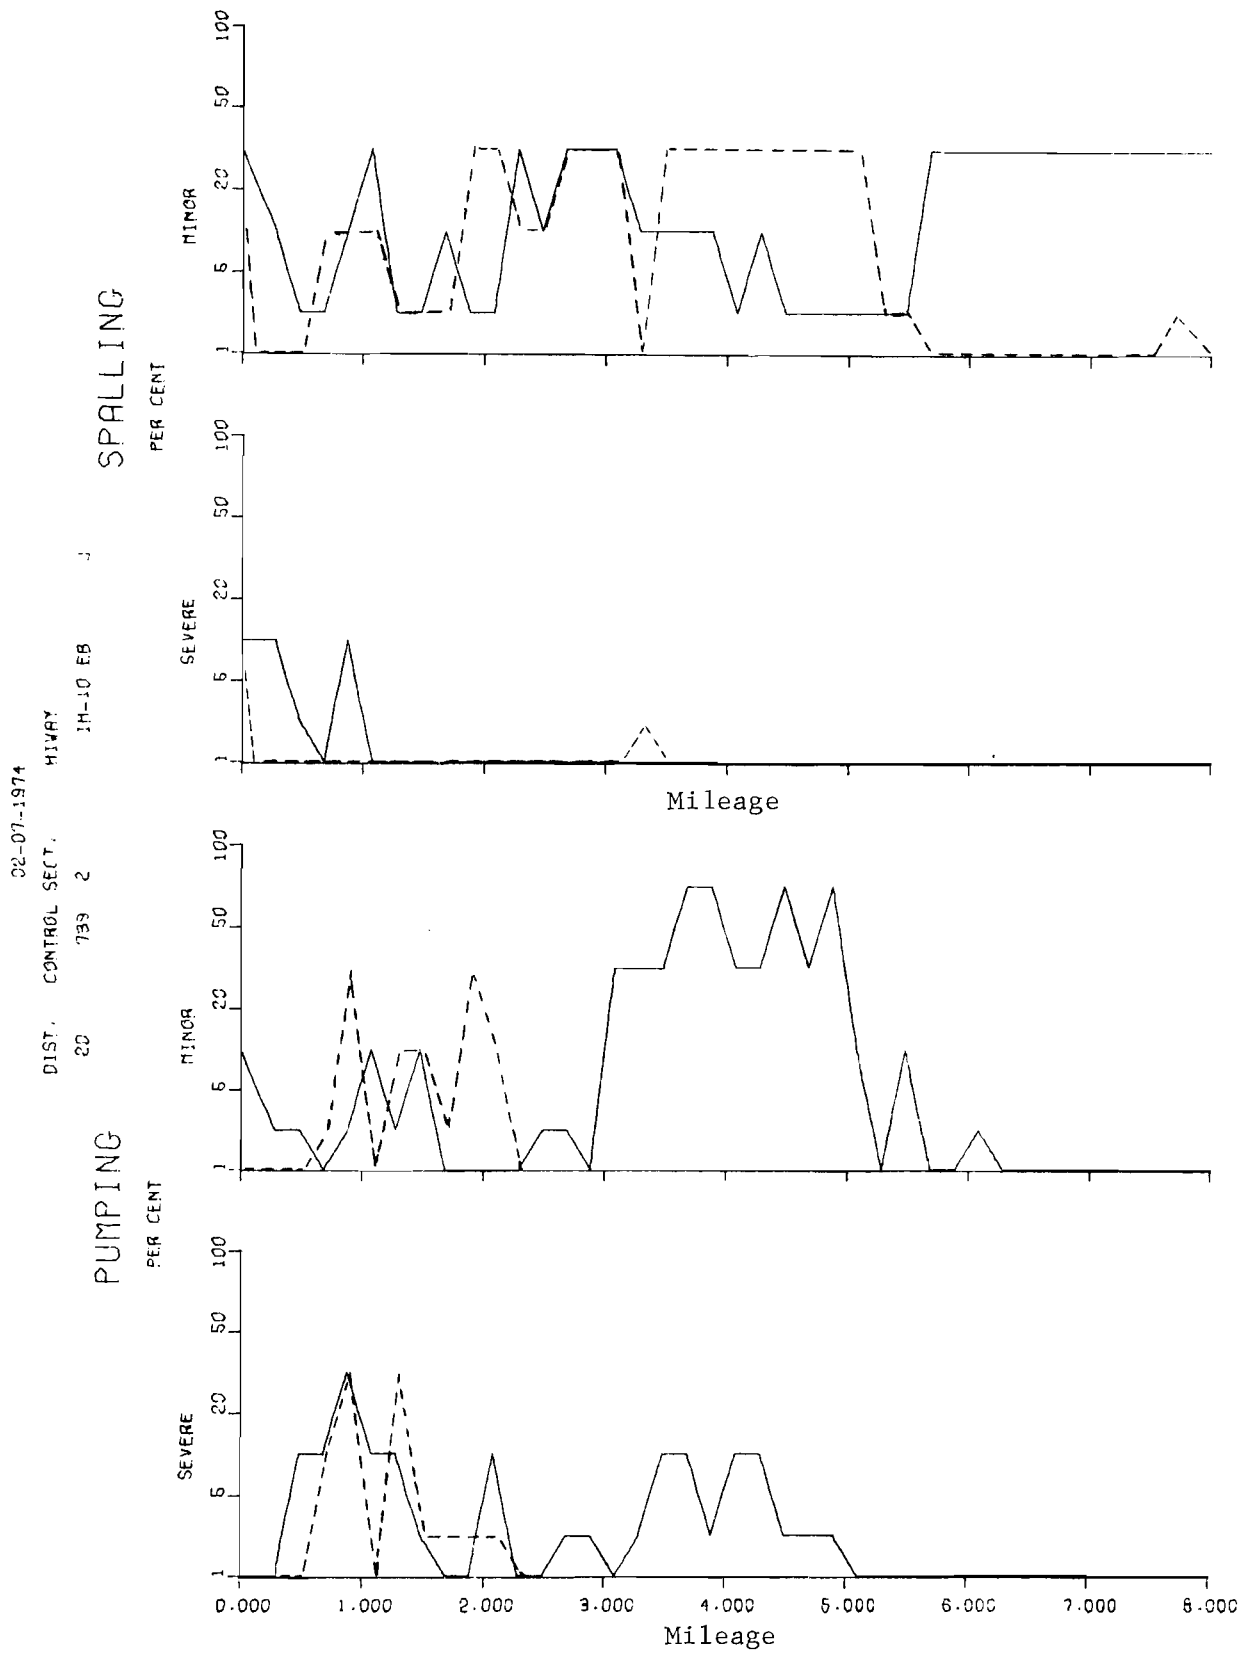 02-07-1974
DIST. CONTROL SECT. HIWAY
20 739 2 IH-10 EB
SPALLING
PER CENT
MINOR
100
50
20
5
1
SEVERE
100
50
20
5
1
Mileage
PUMPING
PER CENT
MINOR
100
50
20
5
1
SEVERE
100
50
20
5
1
0.000 1.000 2.000 3.000 4.000 5.000 6.000 7.000 8.000
Mileage